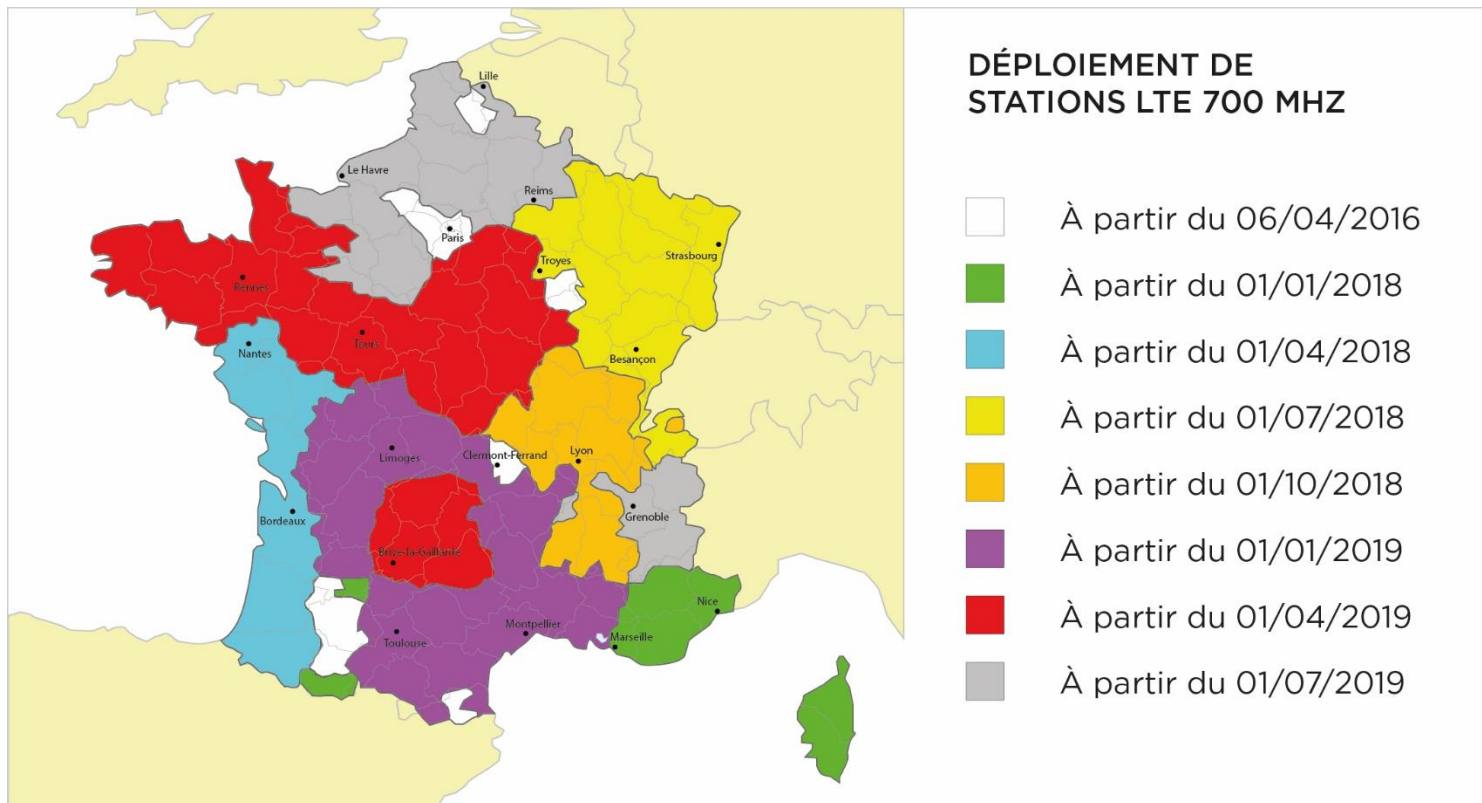 DÉPLOIEMENT DE
STATIONS LTE 700 MHZ
À partir du 06/04/2016
À partir du 01/01/2018
À partir du 01/04/2018
À partir du 01/07/2018
À partir du 01/10/2018
À partir du 01/01/2019
À partir du 01/04/2019
À partir du 01/07/2019
Lille
Le Havre
Reims
Paris
Strasbourg
Troyes
Rennes
Tours
Nantes
Besançon
Limoges
Clermont-Ferrand
Lyon
Bordeaux
Grenoble
Brive-la-Gaillarde
Nice
Montpellier
Toulouse
Marseille